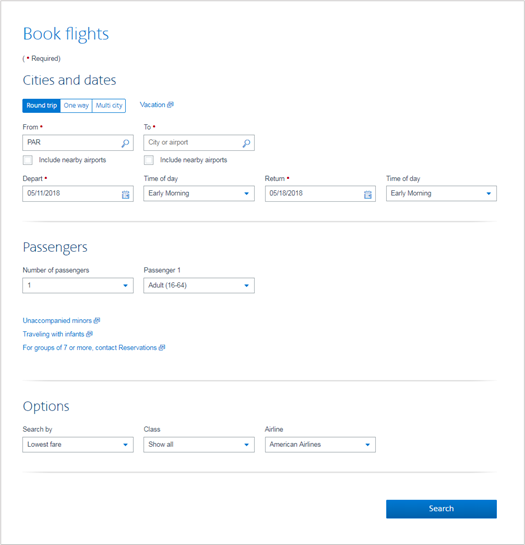 Book flights
( • Required)
Cities and dates
Round trip One way Multi city Vacation
From • To •
PAR City or airport
Include nearby airports Include nearby airports
Depart • Time of day Return • Time of day
05/11/2018 Early Morning 05/18/2018 Early Morning
Passengers
Number of passengers Passenger 1
1 Adult (16-64)
Unaccompanied minors
Traveling with infants
For groups of 7 or more, contact Reservations
Options
Search by Class Airline
Lowest fare Show all American Airlines
Search